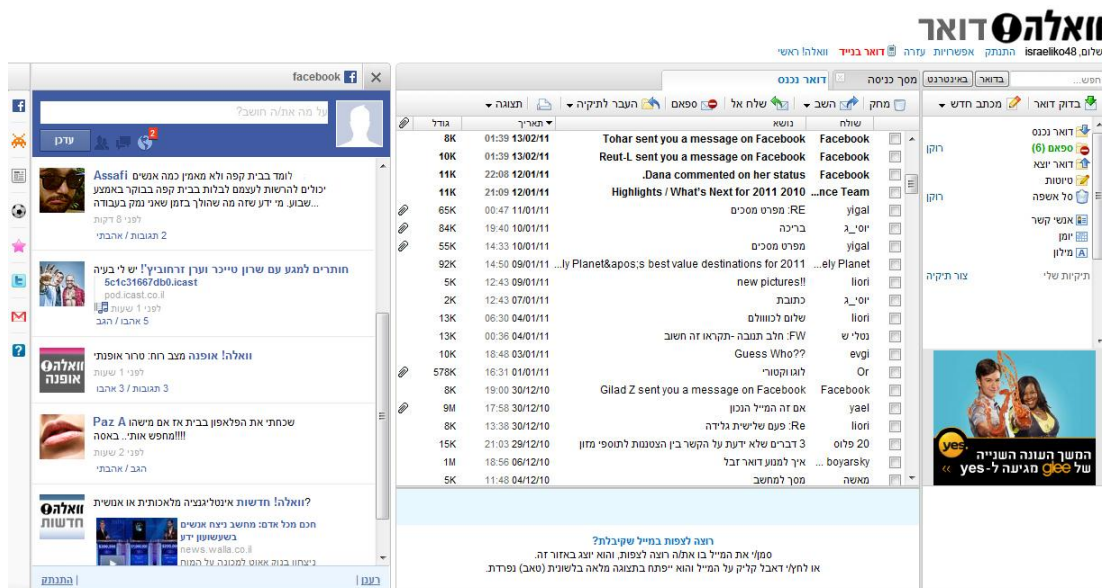 וואלה! דואר
שלום, israeliko48 התנתק אפשרויות עזרה דואר בנייד וואלה! ראשי
חפש... בדואר באינטרנט
מסך כניסה דואר נכנס
facebook
בדוק דואר מכתב חדש
מחק השב שלח אל ספאם העבר לתיקיה תצוגה
שולח נושא תאריך גודל
דואר נכנס
ספאם (6) רוקן
דואר יוצא
טיוטות
סל אשפה רוקן
אנשי קשר
יומן
מילון
תיקיות שלי צור תיקיה
yes
המשך העונה השנייה
של glee מגיעה ל-yes >>
Facebook Tohar sent you a message on Facebook 01:39 13/02/11 8K
Facebook Reut-L sent you a message on Facebook 01:39 13/02/11 10K
Facebook Dana commented on her status. 22:08 12/01/11 11K
...nce Team Highlights / What's Next for 2011 2010 21:09 12/01/11 11K
yigal RE: מפרט מסכים 00:47 11/01/11 65K
יוסי_ג בריכה 19:40 10/01/11 84K
yigal מפרט מסכים 14:33 10/01/11 55K
...ely Planet ...ly Planet&apos;s best value destinations for 2011 14:50 09/01/11 92K
liori new pictures!! 12:43 09/01/11 5K
יוסי_ג כתובת 12:43 07/01/11 2K
liori שלום לכווולם 06:30 04/01/11 13K
נטלי ש FW: חלב תנובה -תקראו זה חשוב 00:36 04/01/11 13K
evgi Guess Who?? 18:48 03/01/11 10K
Or לוגו וקטורי 16:31 01/01/11 578K
Facebook Gilad Z sent you a message on Facebook 19:00 30/12/10 8K
yael אם זה המייל הנכון 17:58 30/12/10 9M
liori Re: פעם שלישית גלידה 13:38 30/12/10 8K
20 פלוס 3 דברים שלא ידעת על הקשר בין הצטננות לתוספי מזון 21:03 29/12/10 15K
boyarsky ... איך למנוע דואר זבל 18:56 06/12/10 1M
מאשה מסך למחשב 11:48 04/12/10 5K
רוצה לצפות במייל שקיבלת?
סמן/י את המייל בו את/ה רוצה לצפות, והוא יוצג באזור זה.
או לחץ/י דאבל קליק על המייל והוא ייפתח בתצוגה מלאה בלשונית (טאב) נפרדת.
על מה את/ה חושב?
2
עדכן
Assafi לומד בבית קפה ולא מאמין כמה אנשים
יכולים להרשות לעצמם לבלות בבית קפה בבוקר באמצע
שבוע. מי ידע שזה מה שהולך בזמן שאני נמק בעבודה...
לפני 8 דקות
2 תגובות / אהבתי
חותרים למגע עם שרון טייכר וערן זרחוביץ'! יש לי בעיה
5c1c31667db0.icast
pod.icast.co.il
לפני 1 שעות
5 אהבו / הגב
וואלה! אופנה
וואלה! אופנה מצב רוח: טרור אופנתי
לפני 1 שעות
3 תגובות / 3 אהבו
Paz A שכחתי את הפלאפון בבית אז אם מישהו
מחפש אותי.. באסה!!!!
לפני 2 שעות
הגב / אהבתי
וואלה! חדשות
וואלה! חדשות אינטליגנציה מלאכותית או אנושית?
חכם מכל אדם: מחשב ניצח אנשים
בשעשועון ידע
news.walla.co.il
ניצחון בנוק אאוט למכונה על המוח
רענן | התנתק